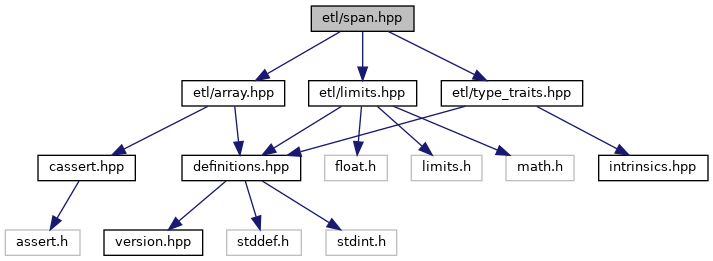 etl/span.hpp
etl/array.hpp
etl/limits.hpp
etl/type_traits.hpp
cassert.hpp
definitions.hpp
float.h
limits.h
math.h
intrinsics.hpp
assert.h
version.hpp
stddef.h
stdint.h